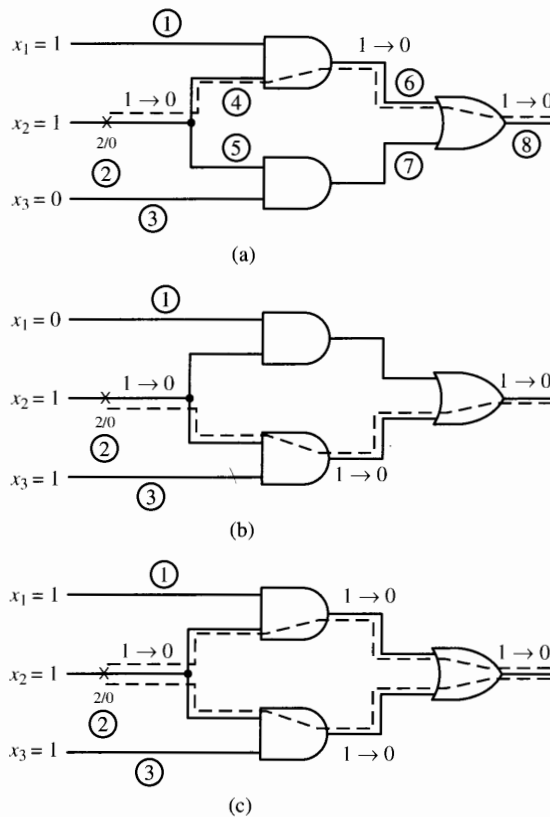 ①
x₁ = 1
1 → 0
⑥
1 → 0
④
1 → 0
x₂ = 1
2/0
⑧
②
⑤
⑦
x₃ = 0
③
(a)
①
x₁ = 0
1 → 0
1 → 0
x₂ = 1
2/0
②
x₃ = 1
1 → 0
③
(b)
①
x₁ = 1
1 → 0
1 → 0
1 → 0
x₂ = 1
2/0
②
x₃ = 1
1 → 0
③
(c)